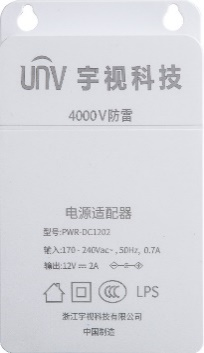 UNV 宇视科技
4000V防雷
电源适配器
型号:PWR-DC1202
输入:170 - 240Vac~, 50Hz, 0.7A
输出:12V⎓2A
LPS
浙江宇视科技有限公司
中国制造